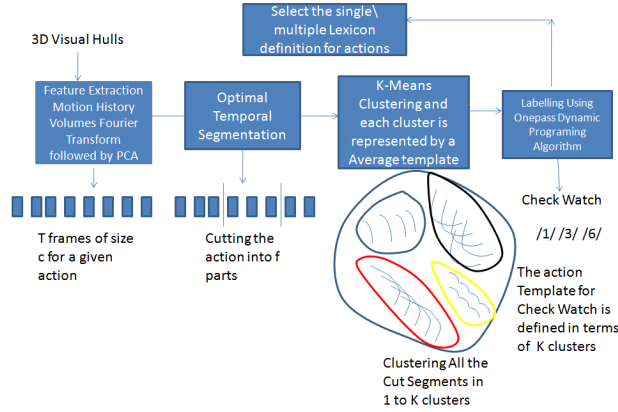 Select the single\
multiple Lexicon
definition for actions
3D Visual Hulls
Feature Extraction
Motion History
Volumes Fourier
Transform
followed by PCA
Optimal
Temporal
Segmentation
K-Means
Clustering and
each cluster is
represented by a
Average template
Labelling Using
Onepass Dynamic
Programing
Algorithm
T frames of size
c for a given
action
Cutting the
action into f
parts
Check Watch
/1/ /3/ /6/
The action
Template for
Check Watch is
defined in terms
of K clusters
Clustering All the
Cut Segments in
1 to K clusters